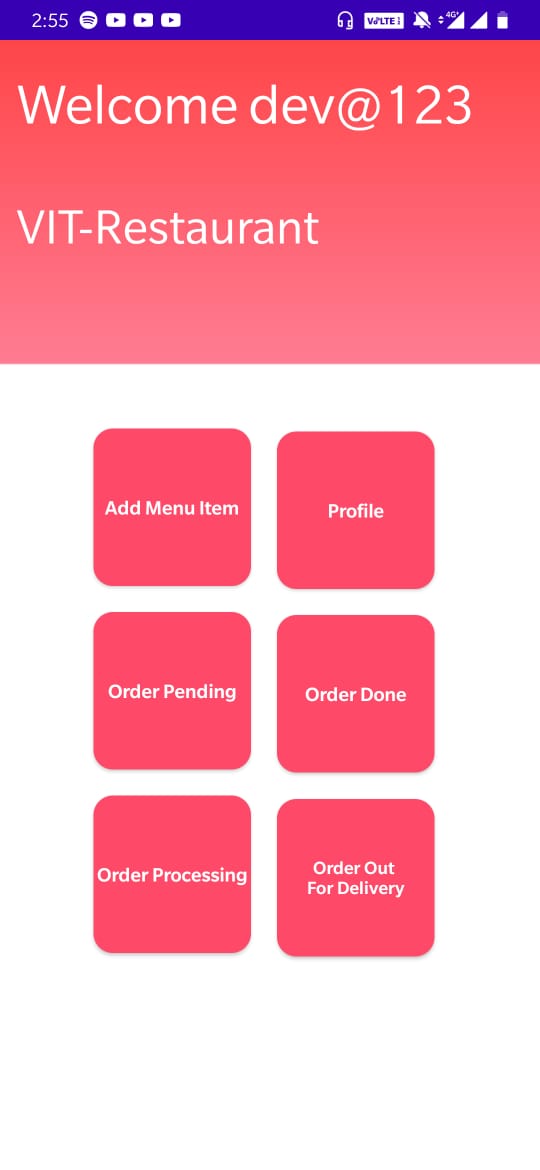 2:55
VoLTE
4G+
Welcome dev@123
VIT-Restaurant
Add Menu Item
Profile
Order Pending
Order Done
Order Processing
Order Out
For Delivery